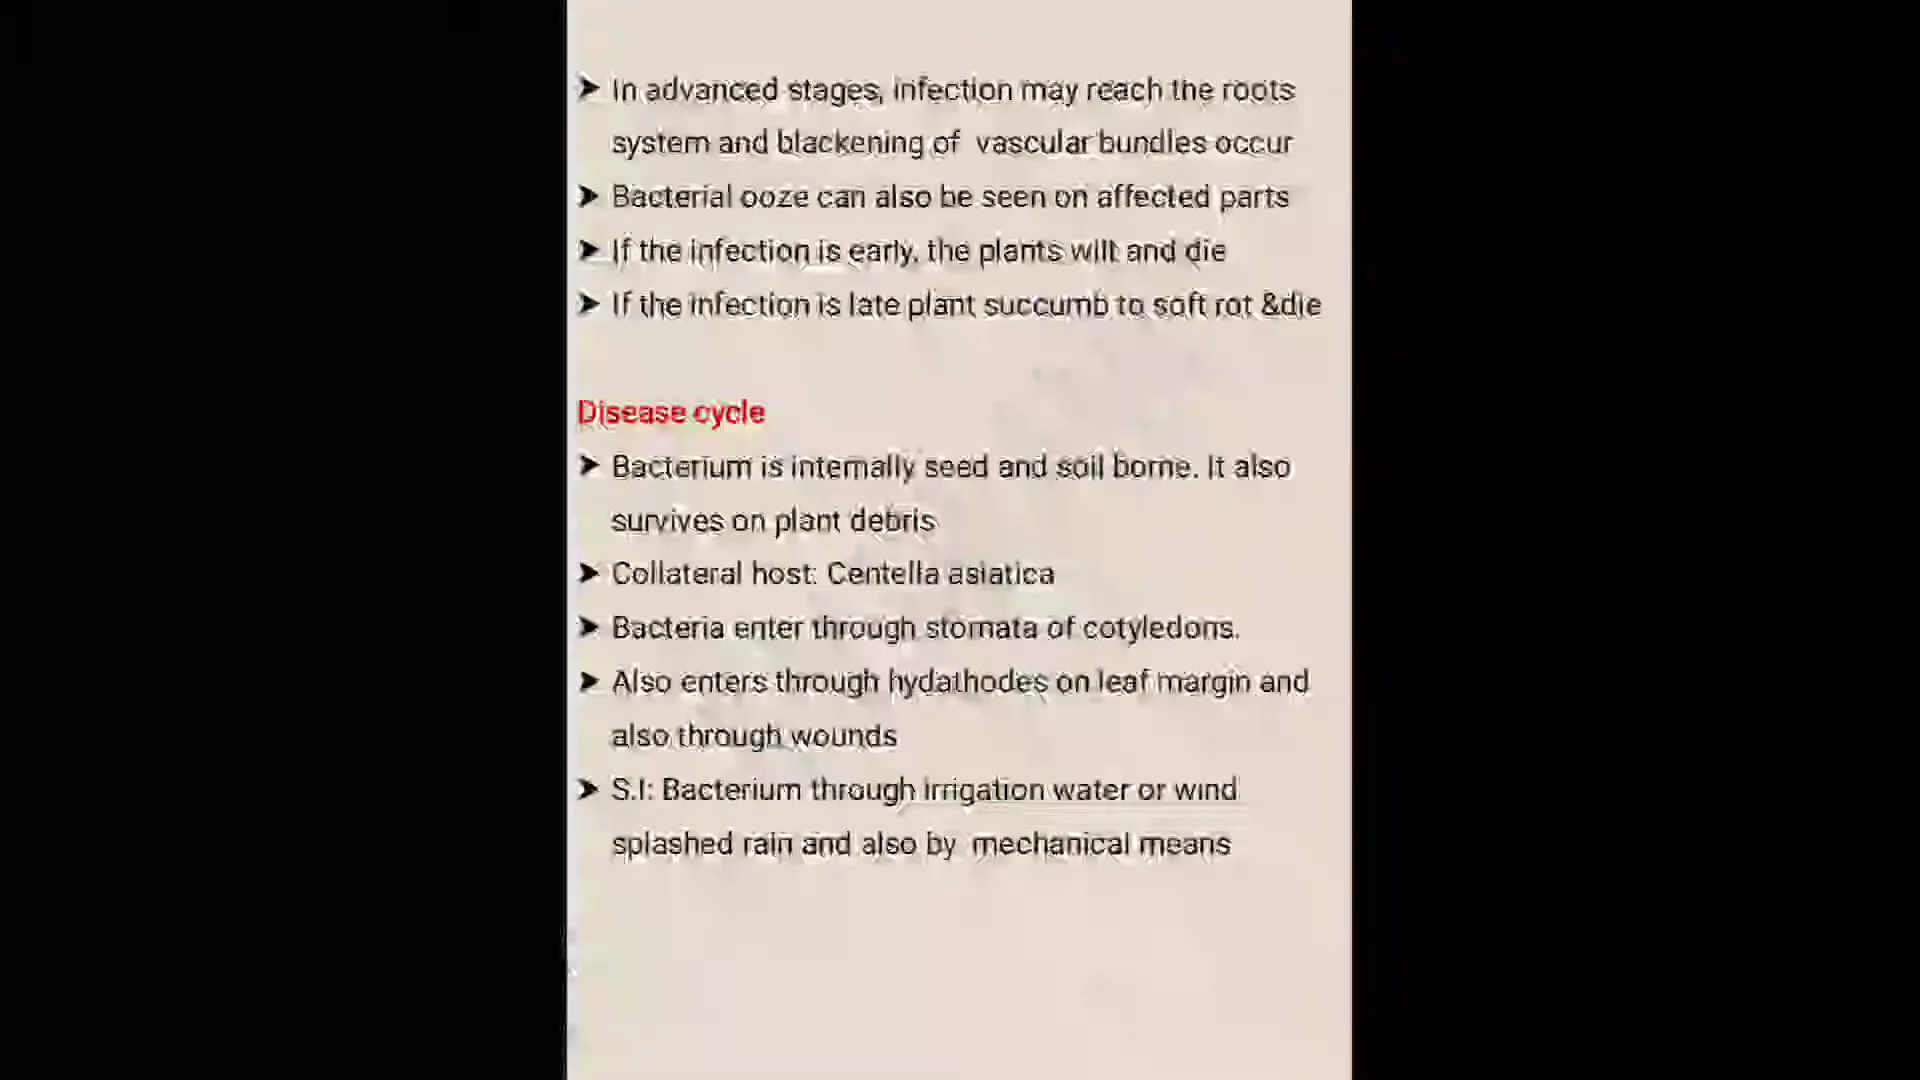 ➤ In advanced stages, infection may reach the roots
system and blackening of vascular bundles occur
➤ Bacterial ooze can also be seen on affected parts
➤ If the infection is early, the plants wilt and die
➤ If the infection is late plant succumb to soft rot &die
Disease cycle
➤ Bacterium is internally seed and soil borne. It also
survives on plant debris
➤ Collateral host: Centella asiatica
➤ Bacteria enter through stomata of cotyledons.
➤ Also enters through hydathodes on leaf margin and
also through wounds
➤ S.I: Bacterium through irrigation water or wind
splashed rain and also by mechanical means